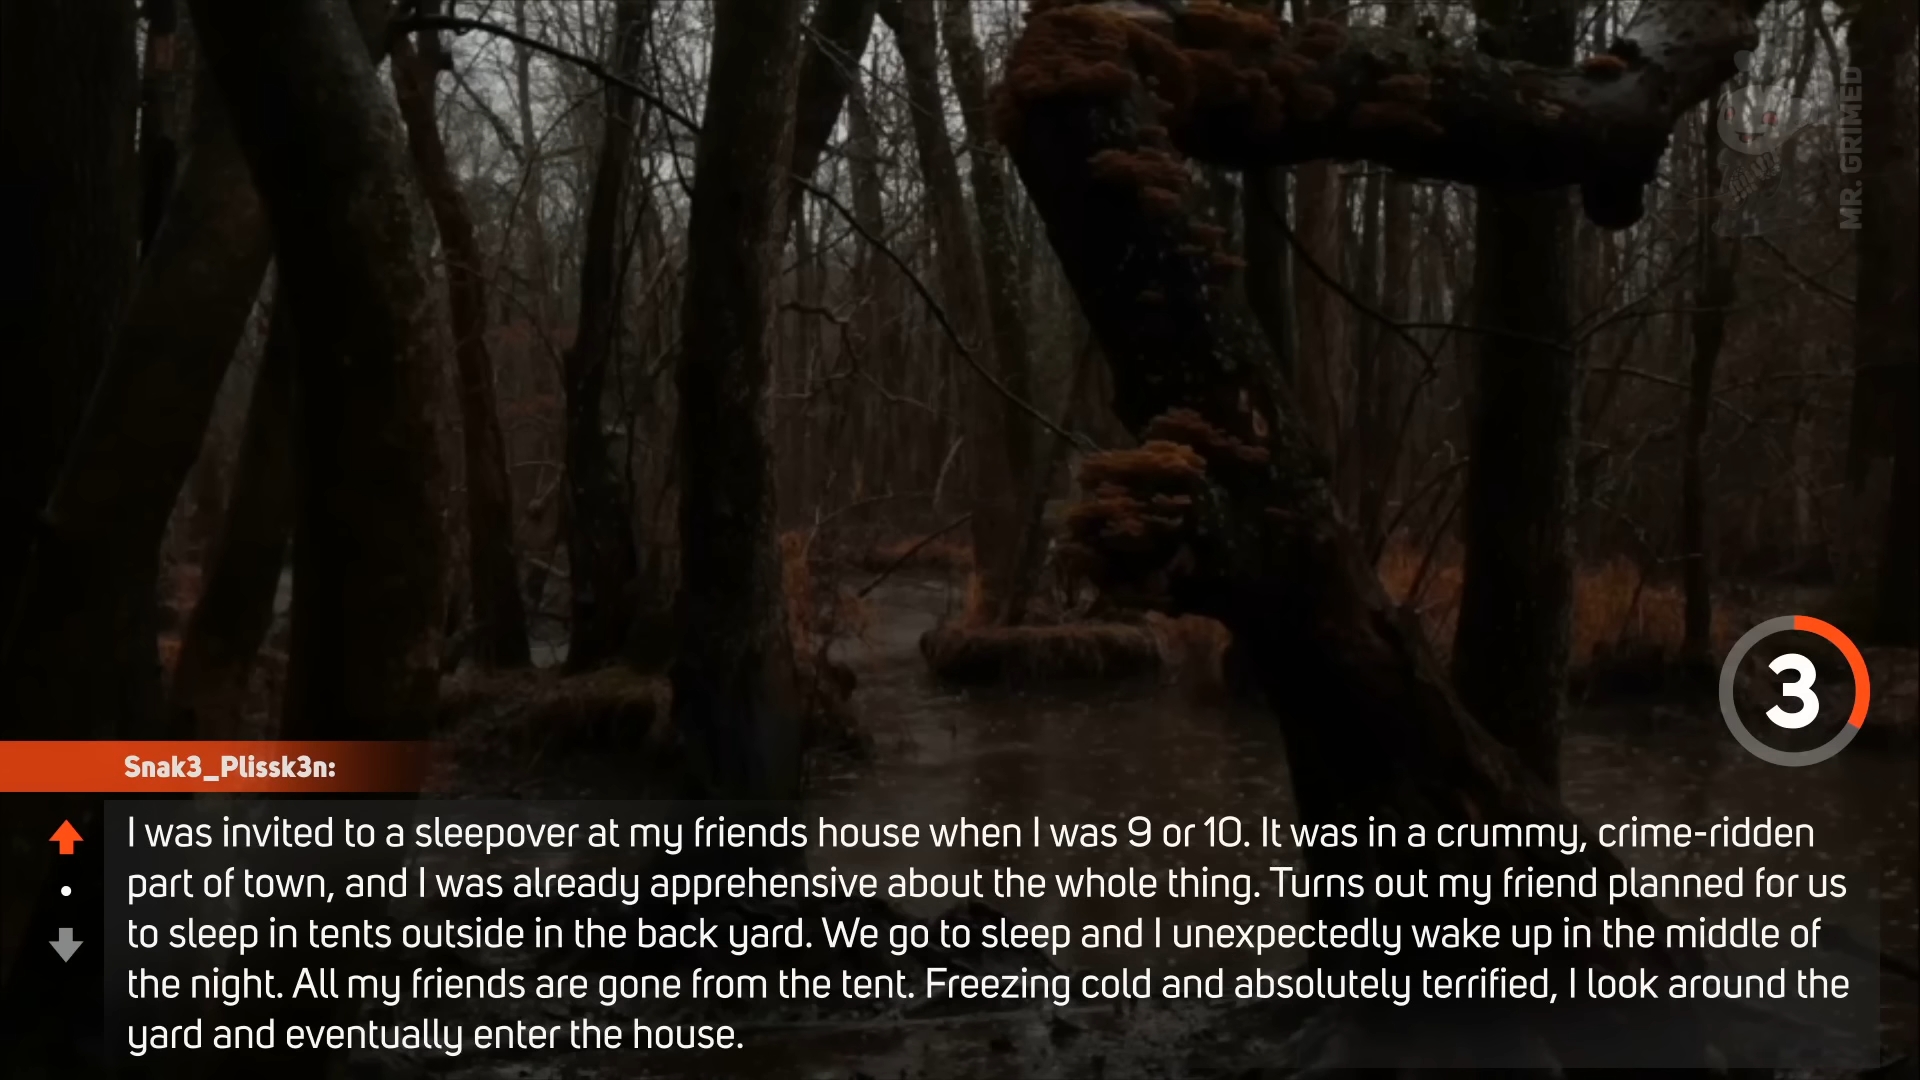 MR. GRIMED
3
Snak3_Plissk3n:
I was invited to a sleepover at my friends house when I was 9 or 10. It was in a crummy, crime-ridden
part of town, and I was already apprehensive about the whole thing. Turns out my friend planned for us
to sleep in tents outside in the back yard. We go to sleep and I unexpectedly wake up in the middle of
the night. All my friends are gone from the tent. Freezing cold and absolutely terrified, I look around the
yard and eventually enter the house.